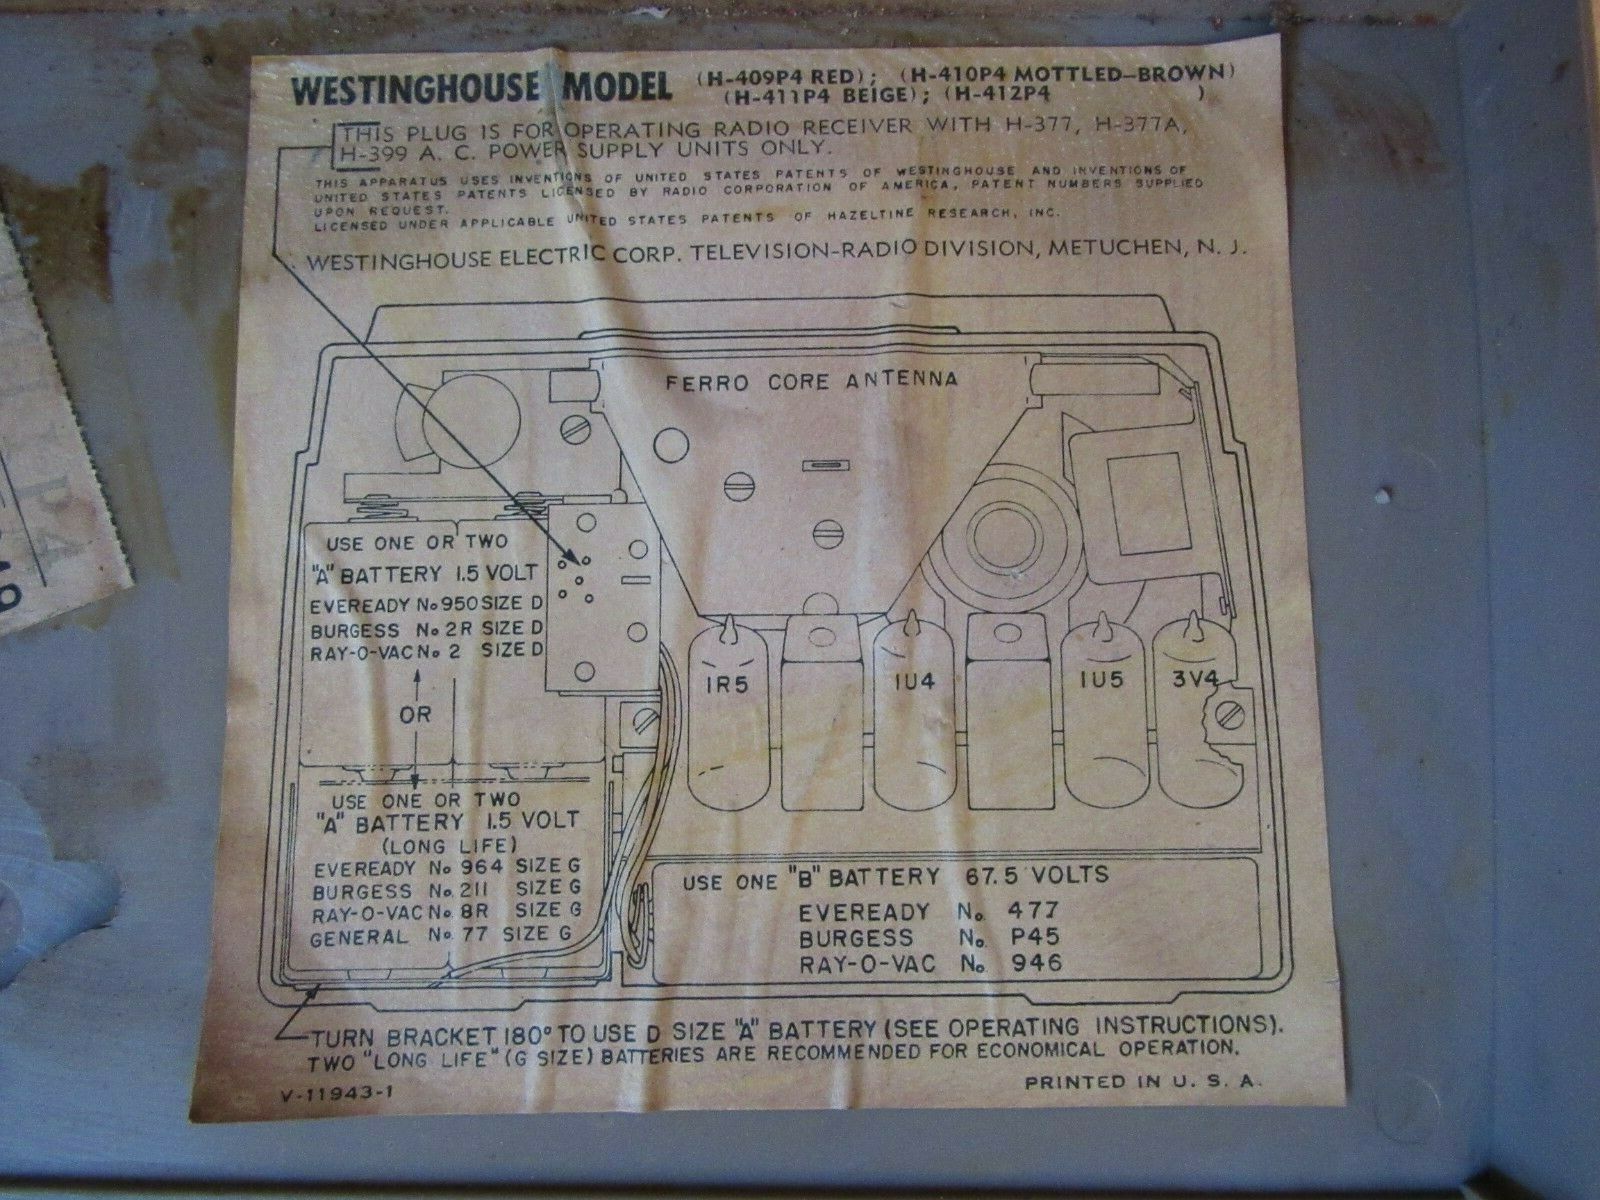 WESTINGHOUSE MODEL (H-409P4 RED); (H-410P4 MOTTLED-BROWN)
(H-411P4 BEIGE); (H-412P4 )
THIS PLUG IS FOR OPERATING RADIO RECEIVER WITH H-377, H-377A,
H-399 A. C. POWER SUPPLY UNITS ONLY.
THIS APPARATUS USES INVENTIONS OF UNITED STATES PATENTS OF WESTINGHOUSE AND INVENTIONS OF
UNITED STATES PATENTS LICENSED BY RADIO CORPORATION OF AMERICA, PATENT NUMBERS SUPPLIED
UPON REQUEST.
LICENSED UNDER APPLICABLE UNITED STATES PATENTS OF HAZELTINE RESEARCH, INC.
WESTINGHOUSE ELECTRIC CORP. TELEVISION-RADIO DIVISION, METUCHEN, N. J.
FERRO CORE ANTENNA
USE ONE OR TWO
"A" BATTERY 1.5 VOLT
EVEREADY No 950 SIZE D
BURGESS No. 2R SIZE D
RAY-O-VAC No. 2 SIZE D
OR
USE ONE OR TWO
"A" BATTERY 1.5 VOLT
(LONG LIFE)
EVEREADY No 964 SIZE G
BURGESS No. 211 SIZE G
RAY-O-VAC No. 8R SIZE G
GENERAL No. 77 SIZE G
1R5
1U4
1U5
3V4
USE ONE "B" BATTERY 67.5 VOLTS
EVEREADY No. 477
BURGESS No. P45
RAY-O-VAC No. 946
TURN BRACKET 180° TO USE D SIZE "A" BATTERY (SEE OPERATING INSTRUCTIONS).
TWO "LONG LIFE" (G SIZE) BATTERIES ARE RECOMMENDED FOR ECONOMICAL OPERATION.
V-11943-1
PRINTED IN U. S. A.